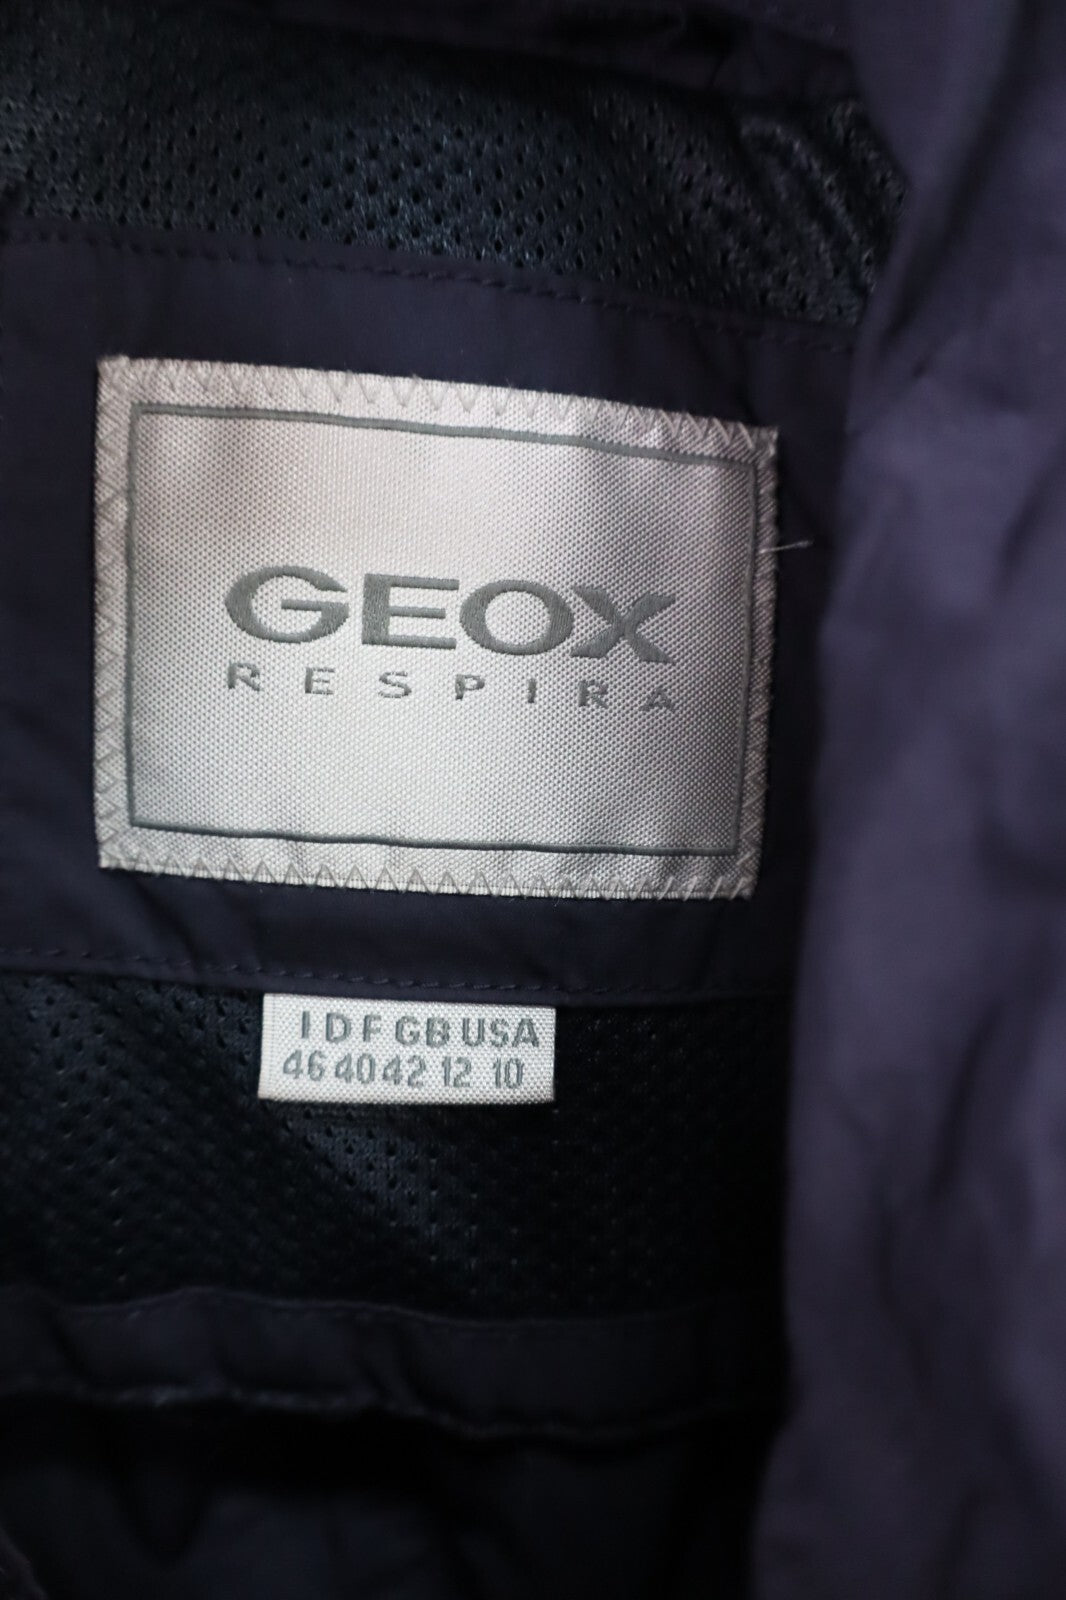 GEOX
RESPIRA
I D F GB USA
46 40 42 12 10